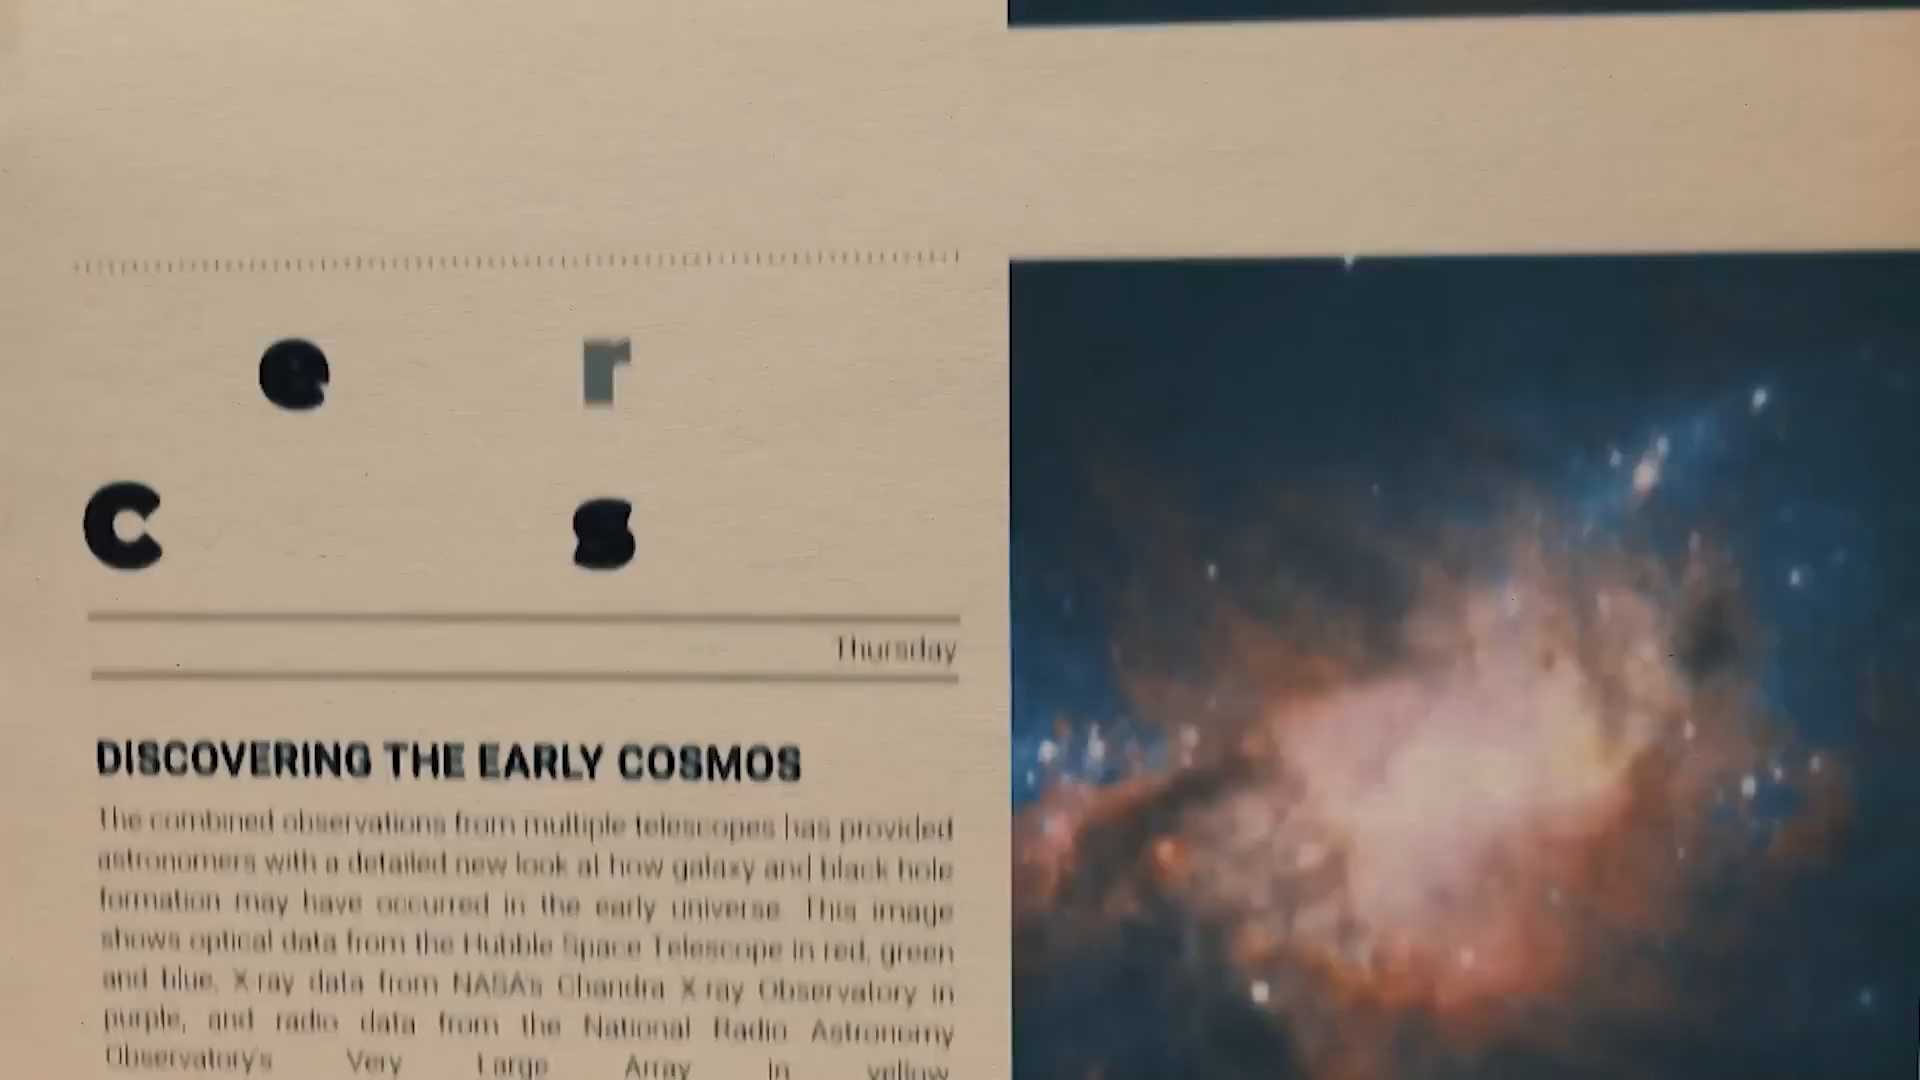 e r
C s
Thursday
DISCOVERING THE EARLY COSMOS
The combined observations from multiple telescopes has provided
astronomers with a detailed new look at how galaxy and black hole
formation may have occurred in the early universe. This image
shows optical data from the Hubble Space Telescope in red, green
and blue, X-ray data from NASA's Chandra X-ray Observatory in
purple, and radio data from the National Radio Astronomy
Observatory's Very Large Array in yellow.